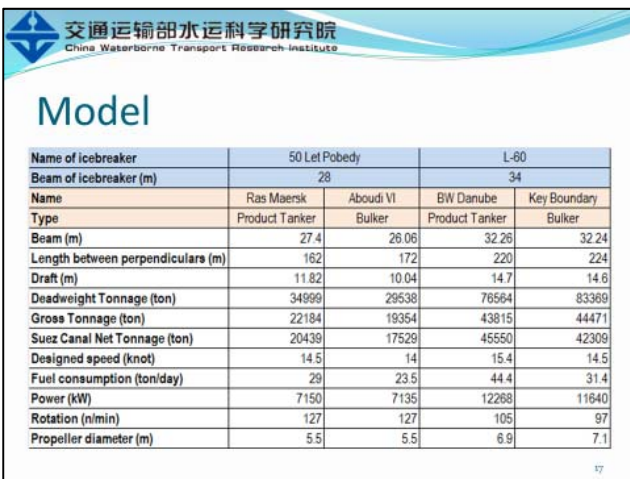 交通运输部水运科学研究院
China Waterborne Transport Research Institute
Model
Name of icebreaker 50 Let Pobedy L-60
Beam of icebreaker (m) 28 34
Name Ras Maersk Aboudi VI BW Danube Key Boundary
Type Product Tanker Bulker Product Tanker Bulker
Beam (m) 27.4 26.06 32.26 32.24
Length between perpendiculars (m) 162 172 220 224
Draft (m) 11.82 10.04 14.7 14.6
Deadweight Tonnage (ton) 34999 29538 76564 83369
Gross Tonnage (ton) 22184 19354 43815 44471
Suez Canal Net Tonnage (ton) 20439 17529 45550 42309
Designed speed (knot) 14.5 14 15.4 14.5
Fuel consumption (ton/day) 29 23.5 44.4 31.4
Power (kW) 7150 7135 12268 11640
Rotation (n/min) 127 127 105 97
Propeller diameter (m) 5.5 5.5 6.9 7.1
17